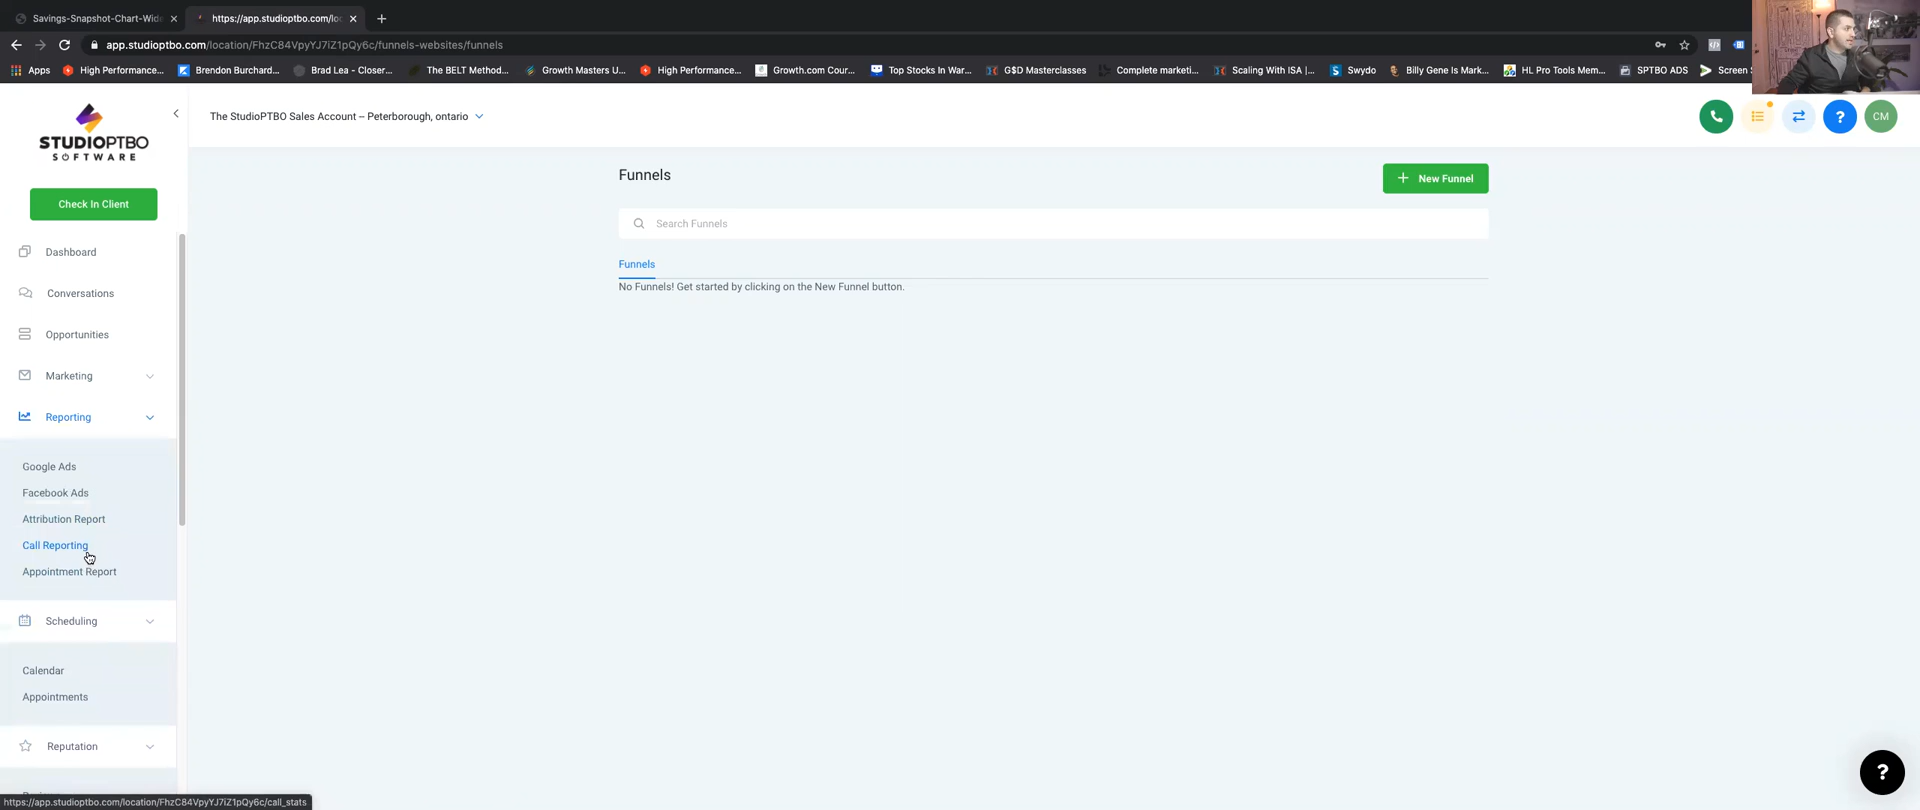 Savings-Snapshot-Chart-Wide
https://app.studioptbo.com/loc
app.studioptbo.com/location/FhzC84VpyYJ7iZ1pQy6c/funnels-websites/funnels
Apps
High Performance...
Brendon Burchard...
Brad Lea - Closer...
The BELT Method...
Growth Masters U...
High Performance...
Growth.com Cour...
Top Stocks In War...
G$D Masterclasses
Complete marketi...
Scaling With ISA |...
Swydo
Billy Gene Is Mark...
HL Pro Tools Mem...
SPTBO ADS
Screen
STUDIOPTBO
SOFTWARE
The StudioPTBO Sales Account -- Peterborough, ontario
?
CM
Check In Client
Dashboard
Conversations
Opportunities
Marketing
Reporting
Google Ads
Facebook Ads
Attribution Report
Call Reporting
Appointment Report
Scheduling
Calendar
Appointments
Reputation
Funnels
+ New Funnel
Search Funnels
Funnels
No Funnels! Get started by clicking on the New Funnel button.
?
https://app.studioptbo.com/location/FhzC84VpyYJ7iZ1pQy6c/call_stats